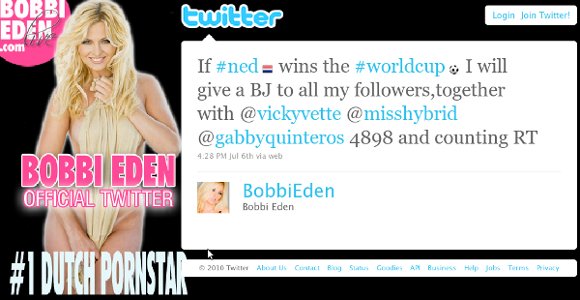 BOBBI
EDEN
live
.com
BOBBI EDEN
OFFICIAL TWITTER
#1 DUTCH PORNSTAR
twitter
Login Join Twitter!
If #ned wins the #worldcup I will
give a BJ to all my followers,together
with @vickyvette @misshybrid
@gabbyquinteros 4898 and counting RT
4:28 PM Jul 6th via web
BobbiEden
Bobbi Eden
© 2010 Twitter About Us Contact Blog Status Goodies API Business Help Jobs Terms Privacy